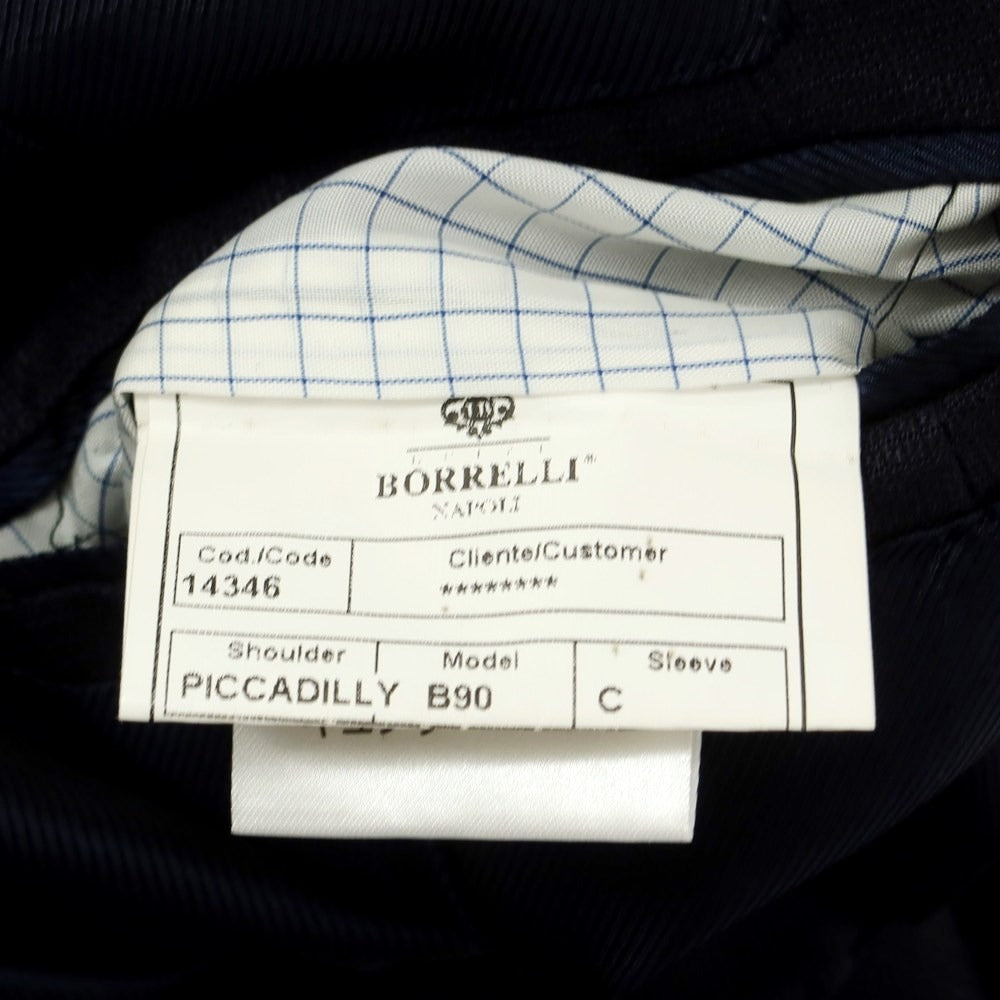 BORRELLI
NAPOLI
Cod./Code
14346
Cliente/Customer
********
Shoulder
PICCADILLY
Model
B90
Sleeve
C